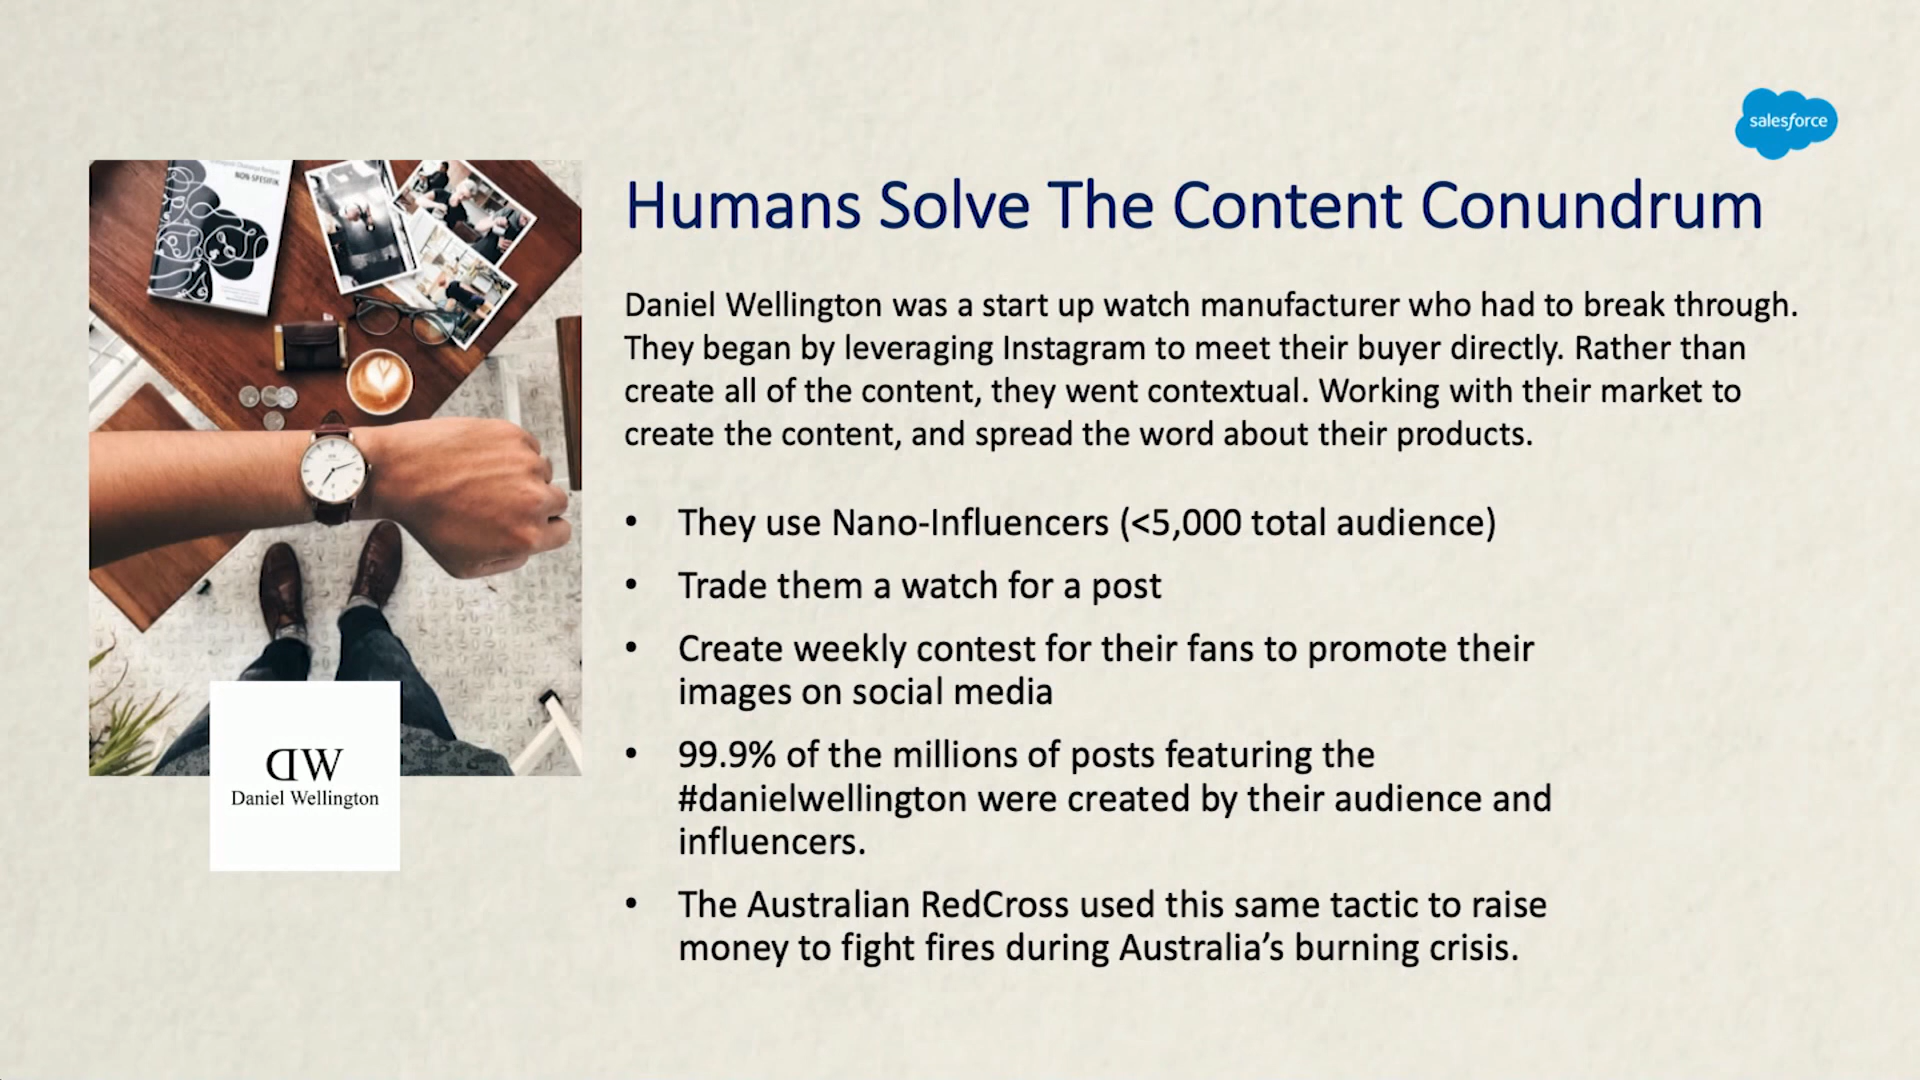 salesforce
NON-SPESIFIK
Humans Solve The Content Conundrum
Daniel Wellington was a start up watch manufacturer who had to break through.
They began by leveraging Instagram to meet their buyer directly. Rather than
create all of the content, they went contextual. Working with their market to
create the content, and spread the word about their products.
• They use Nano-Influencers (<5,000 total audience)
• Trade them a watch for a post
• Create weekly contest for their fans to promote their
images on social media
• 99.9% of the millions of posts featuring the
#danielwellington were created by their audience and
influencers.
• The Australian RedCross used this same tactic to raise
money to fight fires during Australia’s burning crisis.
DW
Daniel Wellington